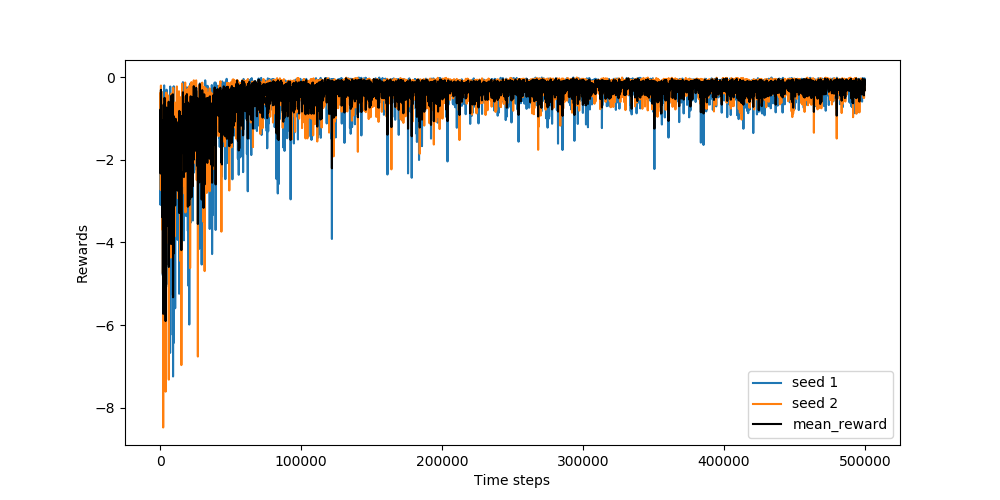 0
−2
−4
−6
−8
Rewards
0
100000
200000
300000
400000
500000
Time steps
seed 1
seed 2
mean_reward